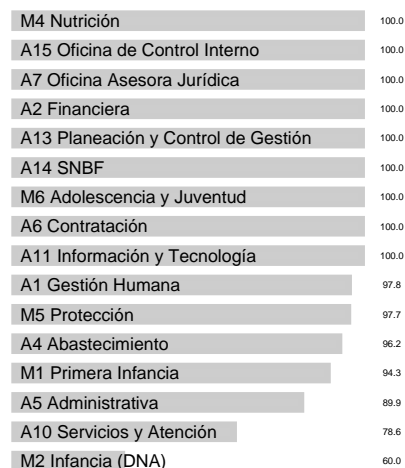 M4 Nutrición 100.0
A15 Oficina de Control Interno 100.0
A7 Oficina Asesora Jurídica 100.0
A2 Financiera 100.0
A13 Planeación y Control de Gestión 100.0
A14 SNBF 100.0
M6 Adolescencia y Juventud 100.0
A6 Contratación 100.0
A11 Información y Tecnología 100.0
A1 Gestión Humana 97.8
M5 Protección 97.7
A4 Abastecimiento 96.2
M1 Primera Infancia 94.3
A5 Administrativa 89.9
A10 Servicios y Atención 78.6
M2 Infancia (DNA) 60.0